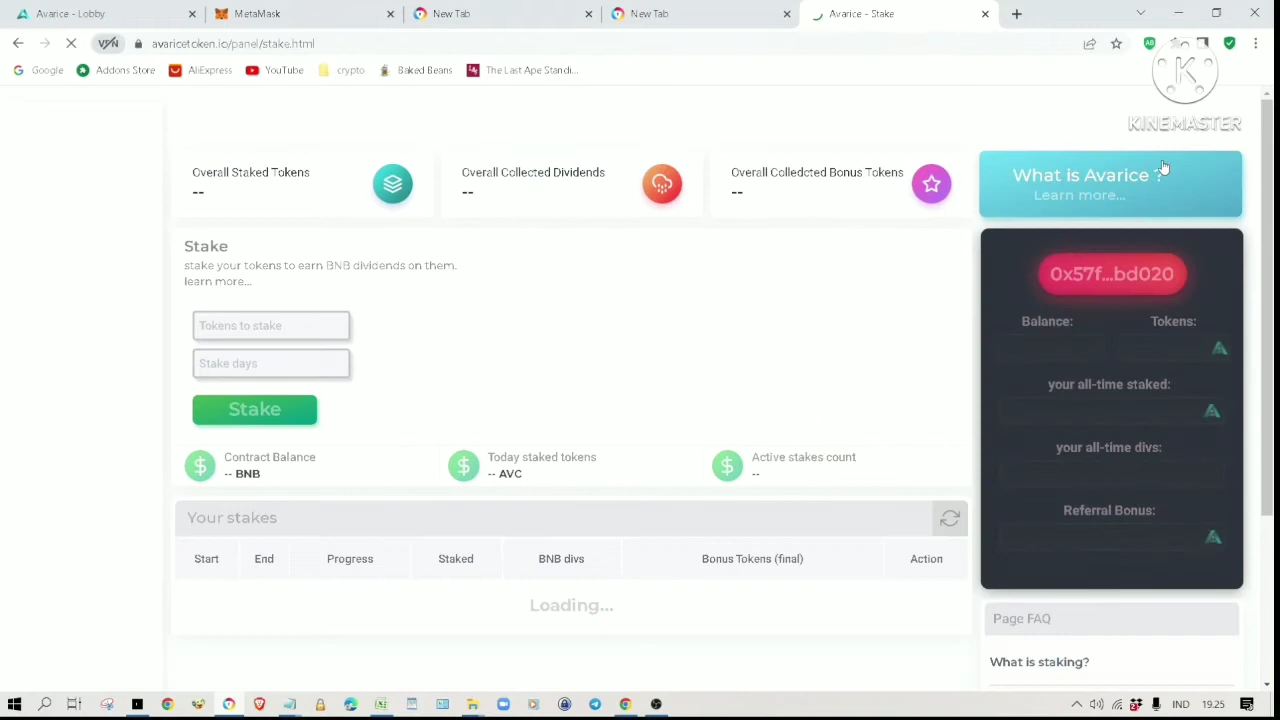 Avarice - Lobby
MetaMask
New Tab
New Tab
Avarice - Stake
VPN
avaricetoken.io/panel/stake.html
Google
Addons Store
AliExpress
YouTube
crypto
Baked Beans
The Last Ape Standi...
K
KINEMASTER
Overall Staked Tokens
--
Overall Collected Dividends
--
Overall Colledcted Bonus Tokens
--
What is Avarice ?
Learn more...
Stake
stake your tokens to earn BNB dividends on them.
learn more...
Tokens to stake
Stake days
Stake
0x57f...bd020
Balance:
Tokens:
your all-time staked:
your all-time divs:
Referral Bonus:
Contract Balance
-- BNB
Today staked tokens
-- AVC
Active stakes count
--
Your stakes
Start
End
Progress
Staked
BNB divs
Bonus Tokens (final)
Action
Loading...
Page FAQ
What is staking?
IND
19.25